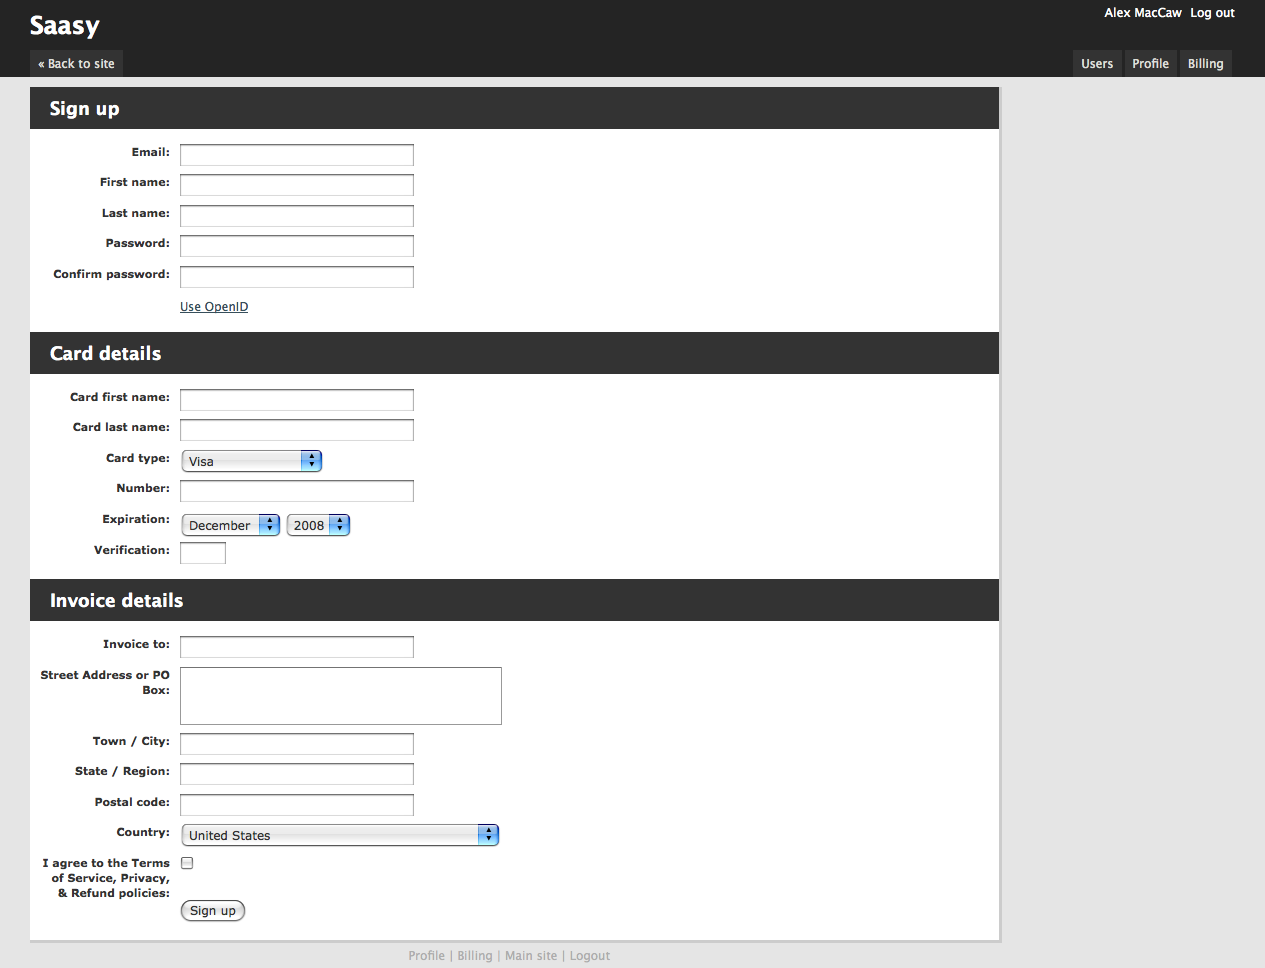 Saasy
Alex MacCaw Log out
« Back to site
Users Profile Billing
Sign up
Email:
First name:
Last name:
Password:
Confirm password:
Use OpenID
Card details
Card first name:
Card last name:
Card type: Visa
Number:
Expiration: December 2008
Verification:
Invoice details
Invoice to:
Street Address or PO
Box:
Town / City:
State / Region:
Postal code:
Country: United States
I agree to the Terms
of Service, Privacy,
& Refund policies:
Sign up
Profile | Billing | Main site | Logout